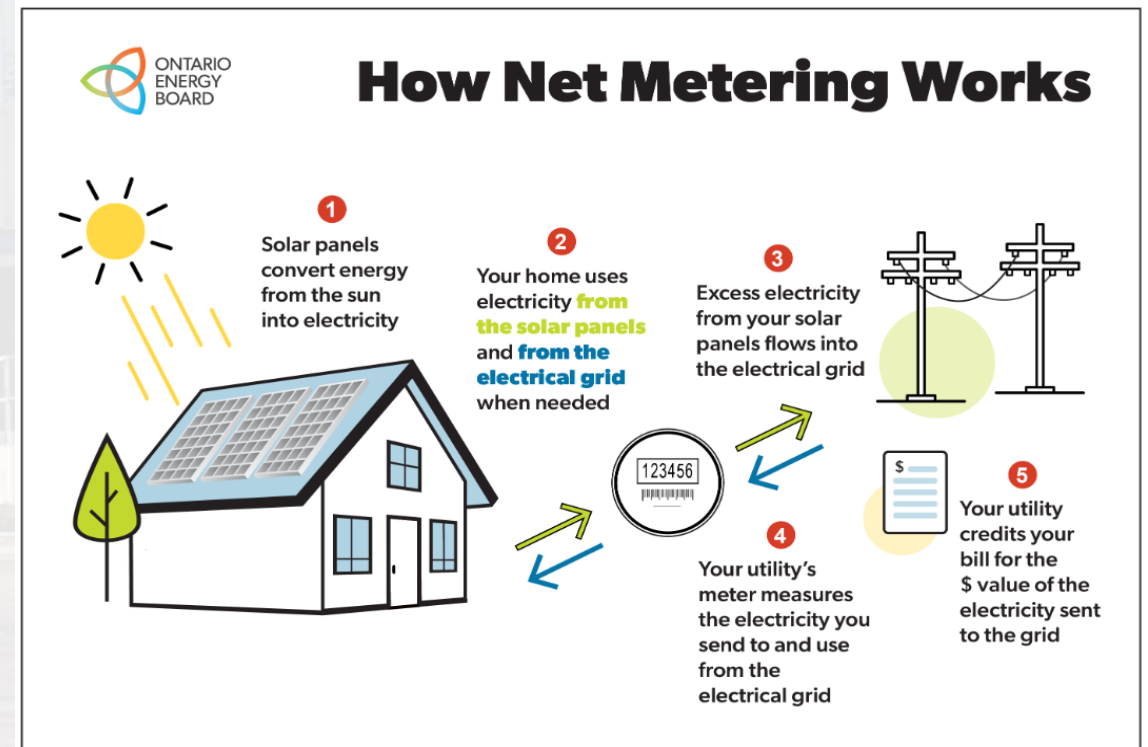 ONTARIO
ENERGY
BOARD
How Net Metering Works
1
Solar panels
convert energy
from the sun
into electricity
2
Your home uses
electricity from
the solar panels
and from the
electrical grid
when needed
3
Excess electricity
from your solar
panels flows into
the electrical grid
123456
4
Your utility's
meter measures
the electricity you
send to and use
from the
electrical grid
$
5
Your utility
credits your
bill for the
$ value of the
electricity sent
to the grid